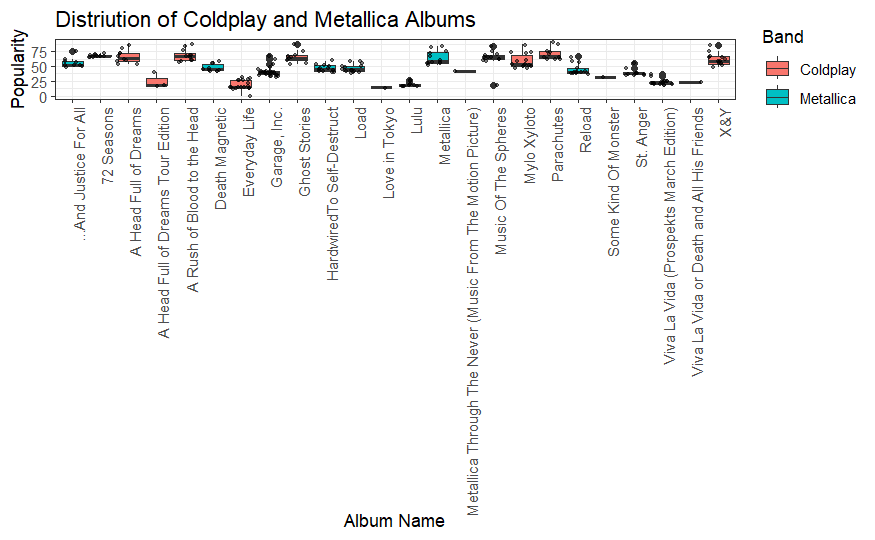 Distriution of Coldplay and Metallica Albums
Popularity
75
50
25
0
...And Justice For All
72 Seasons
A Head Full of Dreams
A Head Full of Dreams Tour Edition
A Rush of Blood to the Head
Death Magnetic
Everyday Life
Garage, Inc.
Ghost Stories
HardwiredTo Self-Destruct
Load
Love in Tokyo
Lulu
Metallica
Metallica Through The Never (Music From The Motion Picture)
Music Of The Spheres
Mylo Xyloto
Parachutes
Reload
Some Kind Of Monster
St. Anger
Viva La Vida (Prospekts March Edition)
Viva La Vida or Death and All His Friends
X&Y
Album Name
Band
Coldplay
Metallica